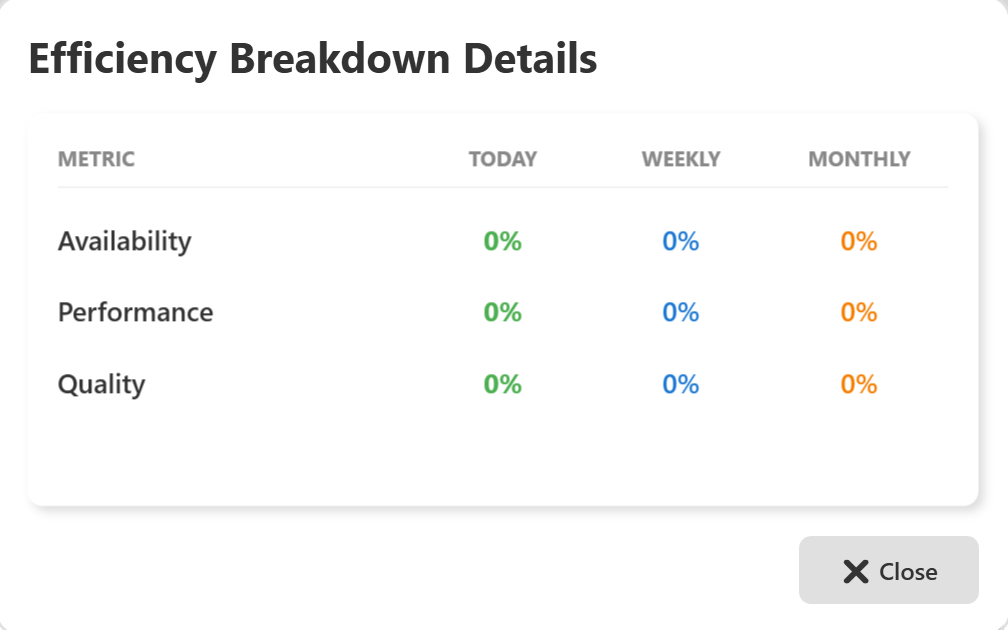 Efficiency Breakdown Details
METRIC TODAY WEEKLY MONTHLY
Availability 0% 0% 0%
Performance 0% 0% 0%
Quality 0% 0% 0%
Close